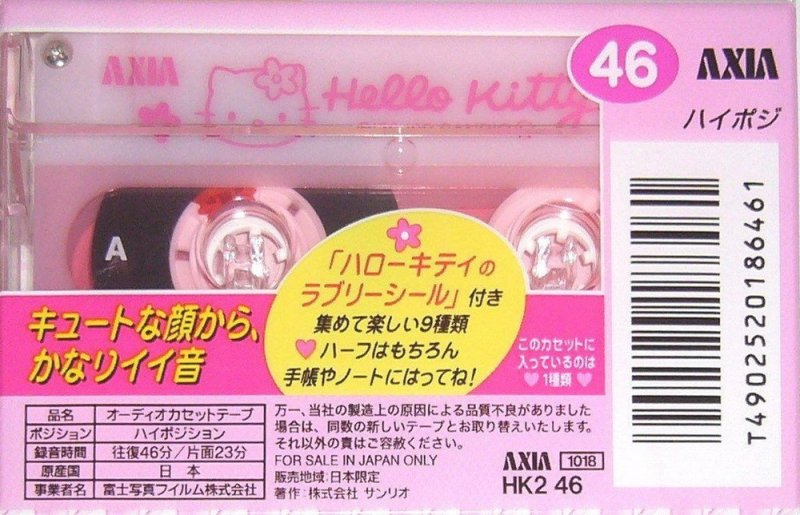 AXIA
Hello Kitty
46
AXIA
ハイポジ
A
「ハローキティの
ラブリーシール」付き
集めて楽しい9種類
♥ハーフはもちろん
手帳やノートにはってね!
キュートな顔から、
かなりイイ音
このカセットに
入っているのは
♥1種類♥
T4902520186461
品名 オーディオカセットテープ
ポジション ハイポジション
録音時間 往復46分/片面23分
原産国 日本
事業者名 富士写真フイルム株式会社
万一、当社の製造上の原因による品質不良がありました
場合は、同数の新しいテープとお取り替えいたします。
それ以外の責はご容赦ください。
FOR SALE IN JAPAN ONLY
販売地域:日本限定
著作:株式会社 サンリオ
AXIA 1018
HK2 46